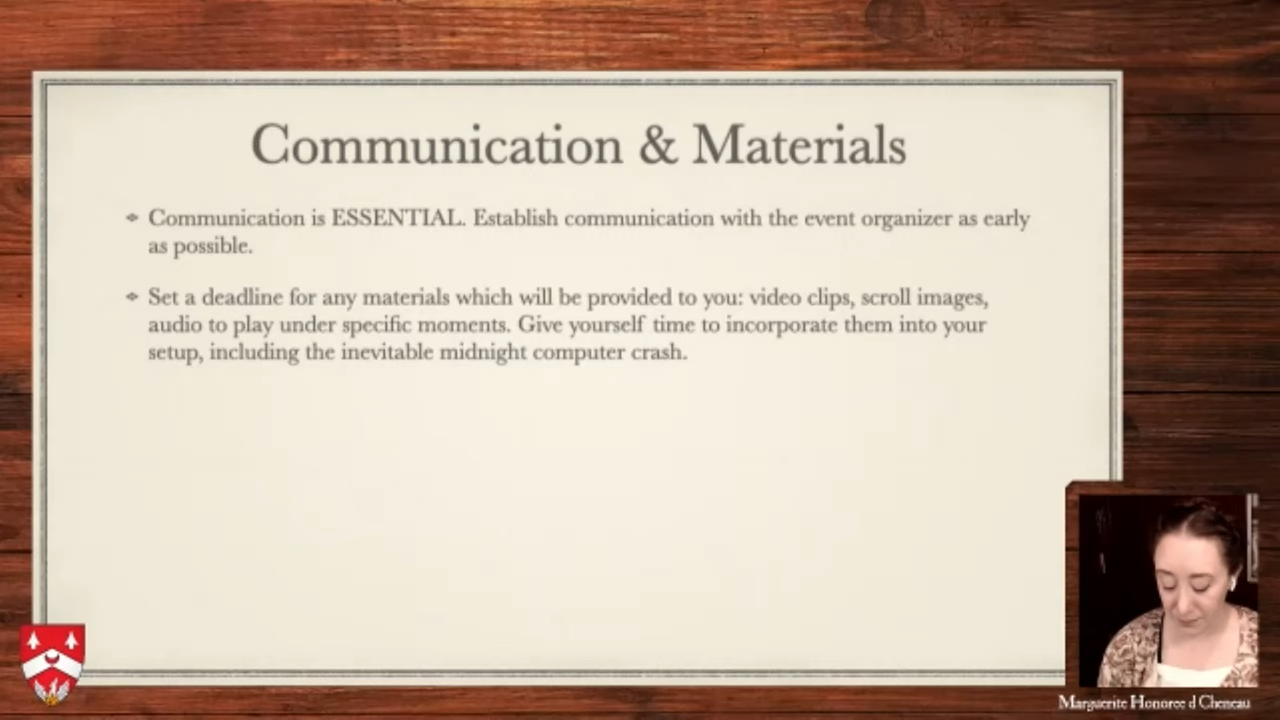 Communication & Materials
Communication is ESSENTIAL. Establish communication with the event organizer as early
as possible.
Set a deadline for any materials which will be provided to you: video clips, scroll images,
audio to play under specific moments. Give yourself time to incorporate them into your
setup, including the inevitable midnight computer crash.
Marguerite Honoree d Cheneau